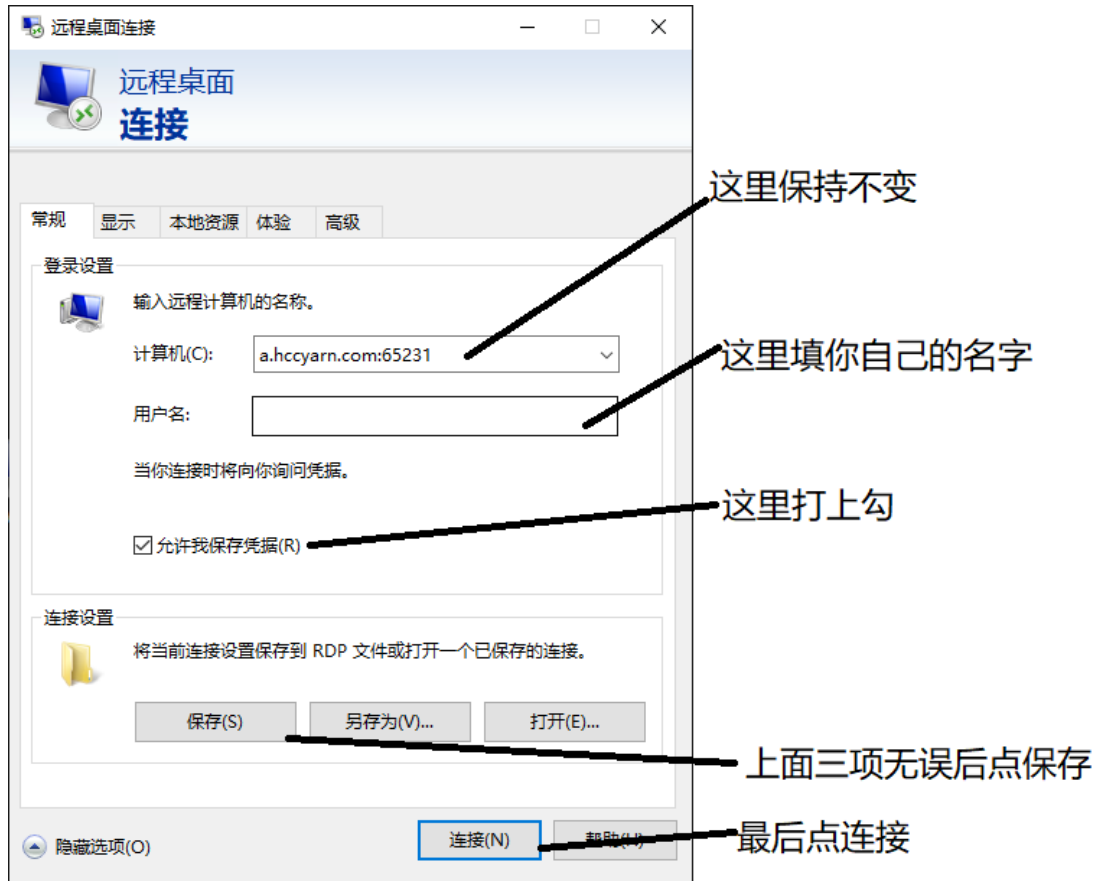 远程桌面连接
远程桌面
连接
这里保持不变
常规 显示 本地资源 体验 高级
登录设置
输入远程计算机的名称。
计算机(C): a.hccyarn.com:65231
这里填你自己的名字
用户名:
当你连接时将向你询问凭据。
这里打上勾
允许我保存凭据(R)
连接设置
将当前连接设置保存到 RDP 文件或打开一个已保存的连接。
保存(S) 另存为(V)... 打开(E)...
上面三项无误后点保存
隐藏选项(O) 连接(N) 帮助(H)
最后点连接